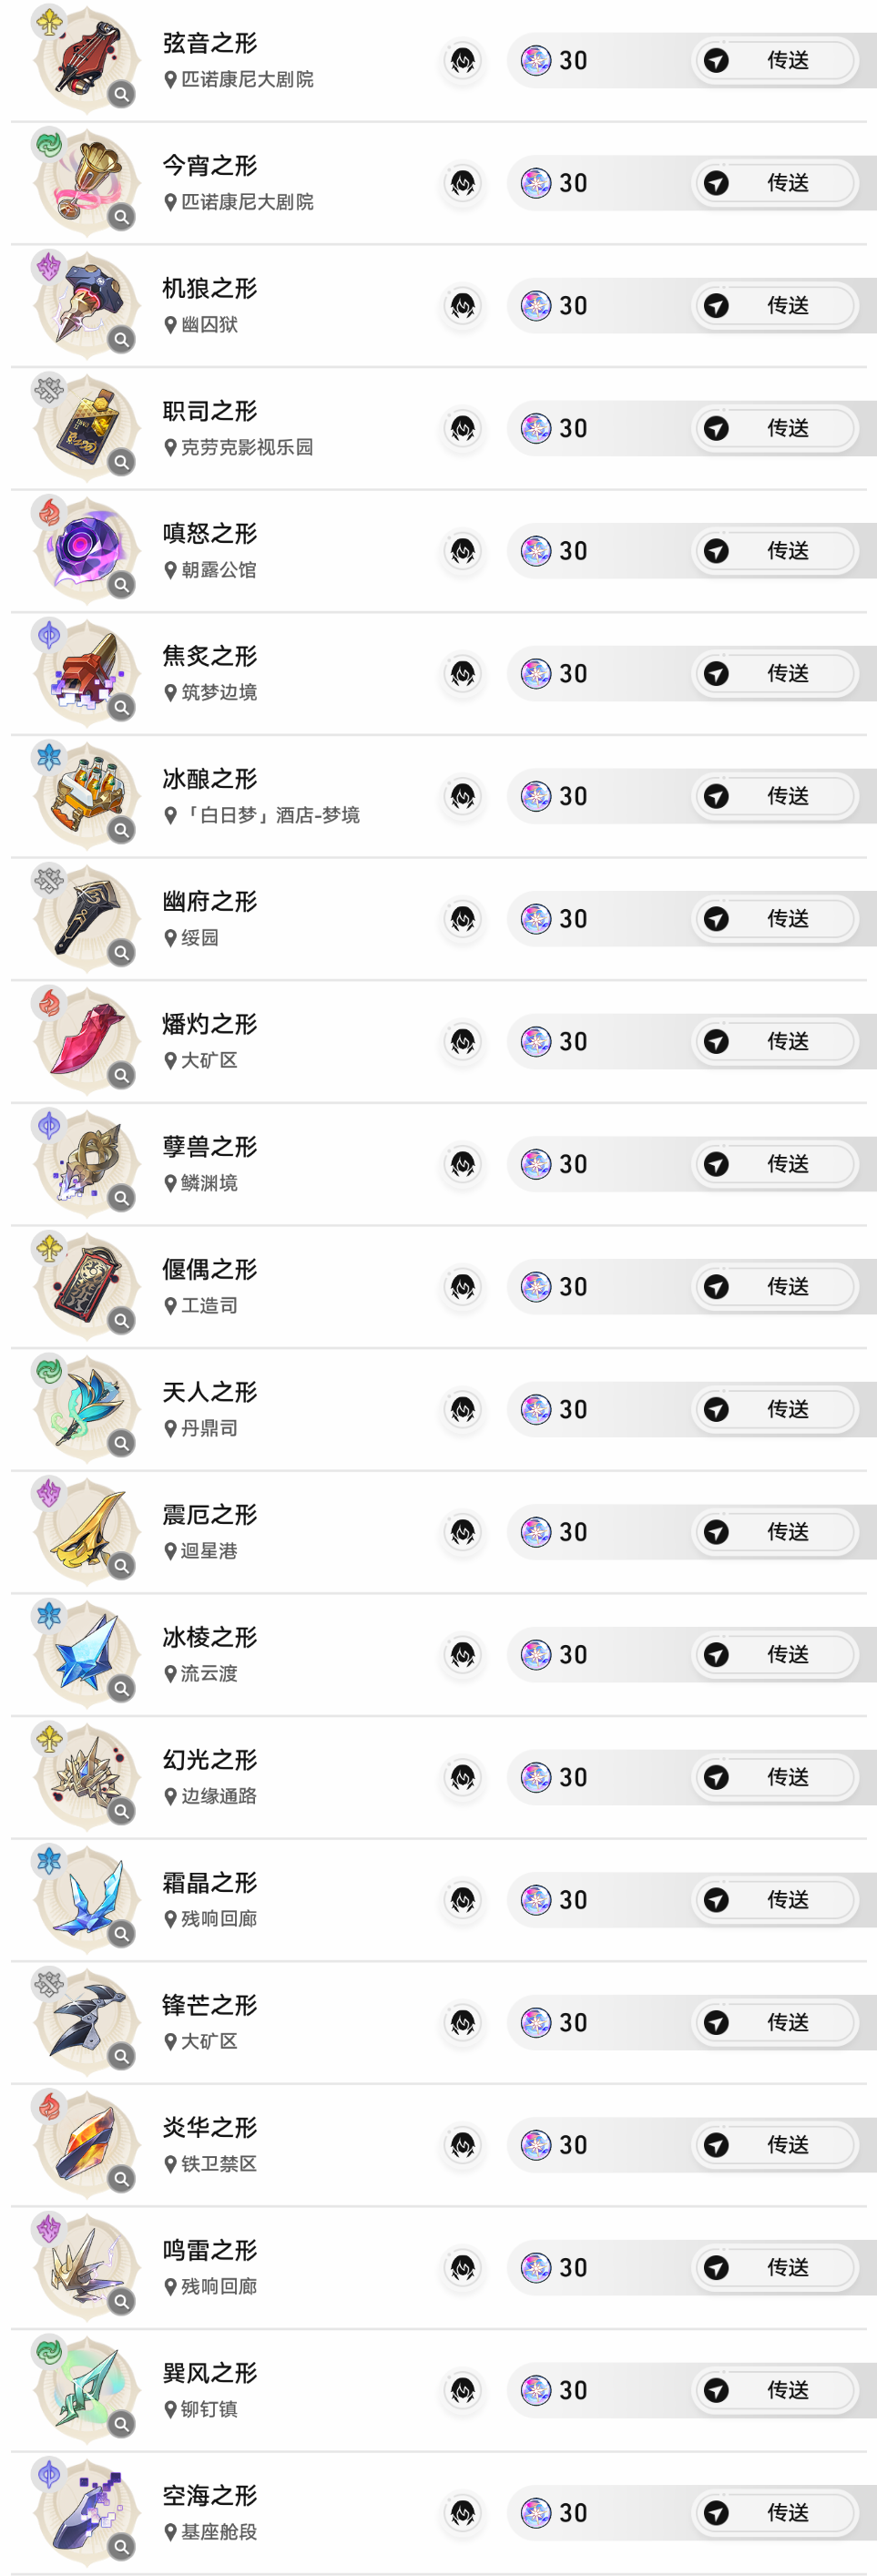 弦音之形
匹诺康尼大剧院
30
传送
今宵之形
匹诺康尼大剧院
30
传送
机狼之形
幽囚狱
30
传送
职司之形
克劳克影视乐园
30
传送
嗔怒之形
朝露公馆
30
传送
焦炙之形
筑梦边境
30
传送
冰酿之形
「白日梦」酒店-梦境
30
传送
幽府之形
绥园
30
传送
燔灼之形
大矿区
30
传送
孽兽之形
鳞渊境
30
传送
偃偶之形
工造司
30
传送
天人之形
丹鼎司
30
传送
震厄之形
迴星港
30
传送
冰棱之形
流云渡
30
传送
幻光之形
边缘通路
30
传送
霜晶之形
残响回廊
30
传送
锋芒之形
大矿区
30
传送
炎华之形
铁卫禁区
30
传送
鸣雷之形
残响回廊
30
传送
巽风之形
铆钉镇
30
传送
空海之形
基座舱段
30
传送